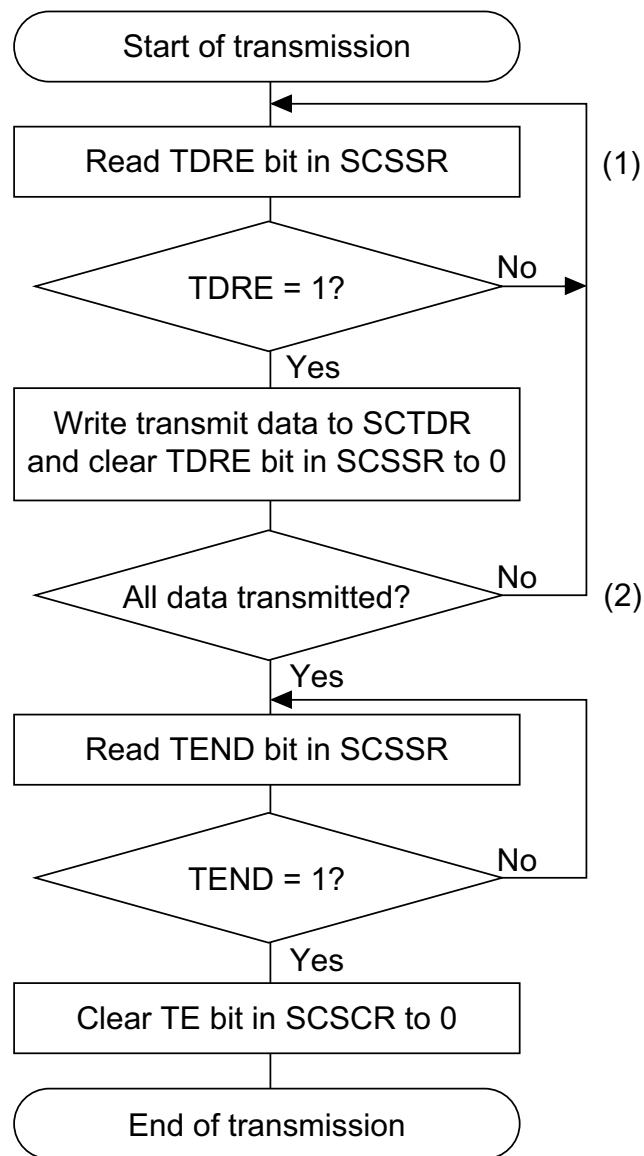 Start of transmission
Read TDRE bit in SCSSR
(1)
TDRE = 1?
No
Yes
Write transmit data to SCTDR
and clear TDRE bit in SCSSR to 0
All data transmitted?
No
(2)
Yes
Read TEND bit in SCSSR
TEND = 1?
No
Yes
Clear TE bit in SCSCR to 0
End of transmission